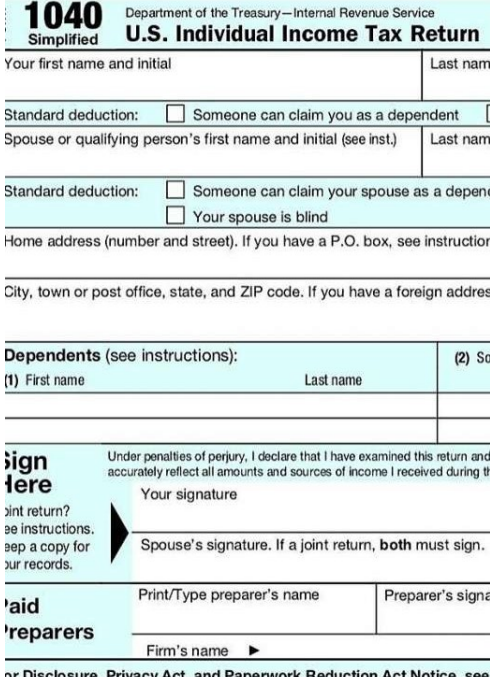 1040
Simplified
Department of the Treasury—Internal Revenue Service
U.S. Individual Income Tax Return
Your first name and initial
Last nam
Standard deduction: Someone can claim you as a dependent
Spouse or qualifying person's first name and initial (see inst.)
Last nam
Standard deduction: Someone can claim your spouse as a depen
Your spouse is blind
Home address (number and street). If you have a P.O. box, see instruction
City, town or post office, state, and ZIP code. If you have a foreign addres
Dependents (see instructions):
(2) So
(1) First name Last name
Sign
Here
oint return?
ee instructions.
eep a copy for
our records.
Under penalties of perjury, I declare that I have examined this return and
accurately reflect all amounts and sources of income I received during th
Your signature
Spouse's signature. If a joint return, both must sign.
Paid
Preparers
Print/Type preparer's name
Preparer's signa
Firm's name ►
or Disclosure, Privacy Act, and Paperwork Reduction Act Notice, see